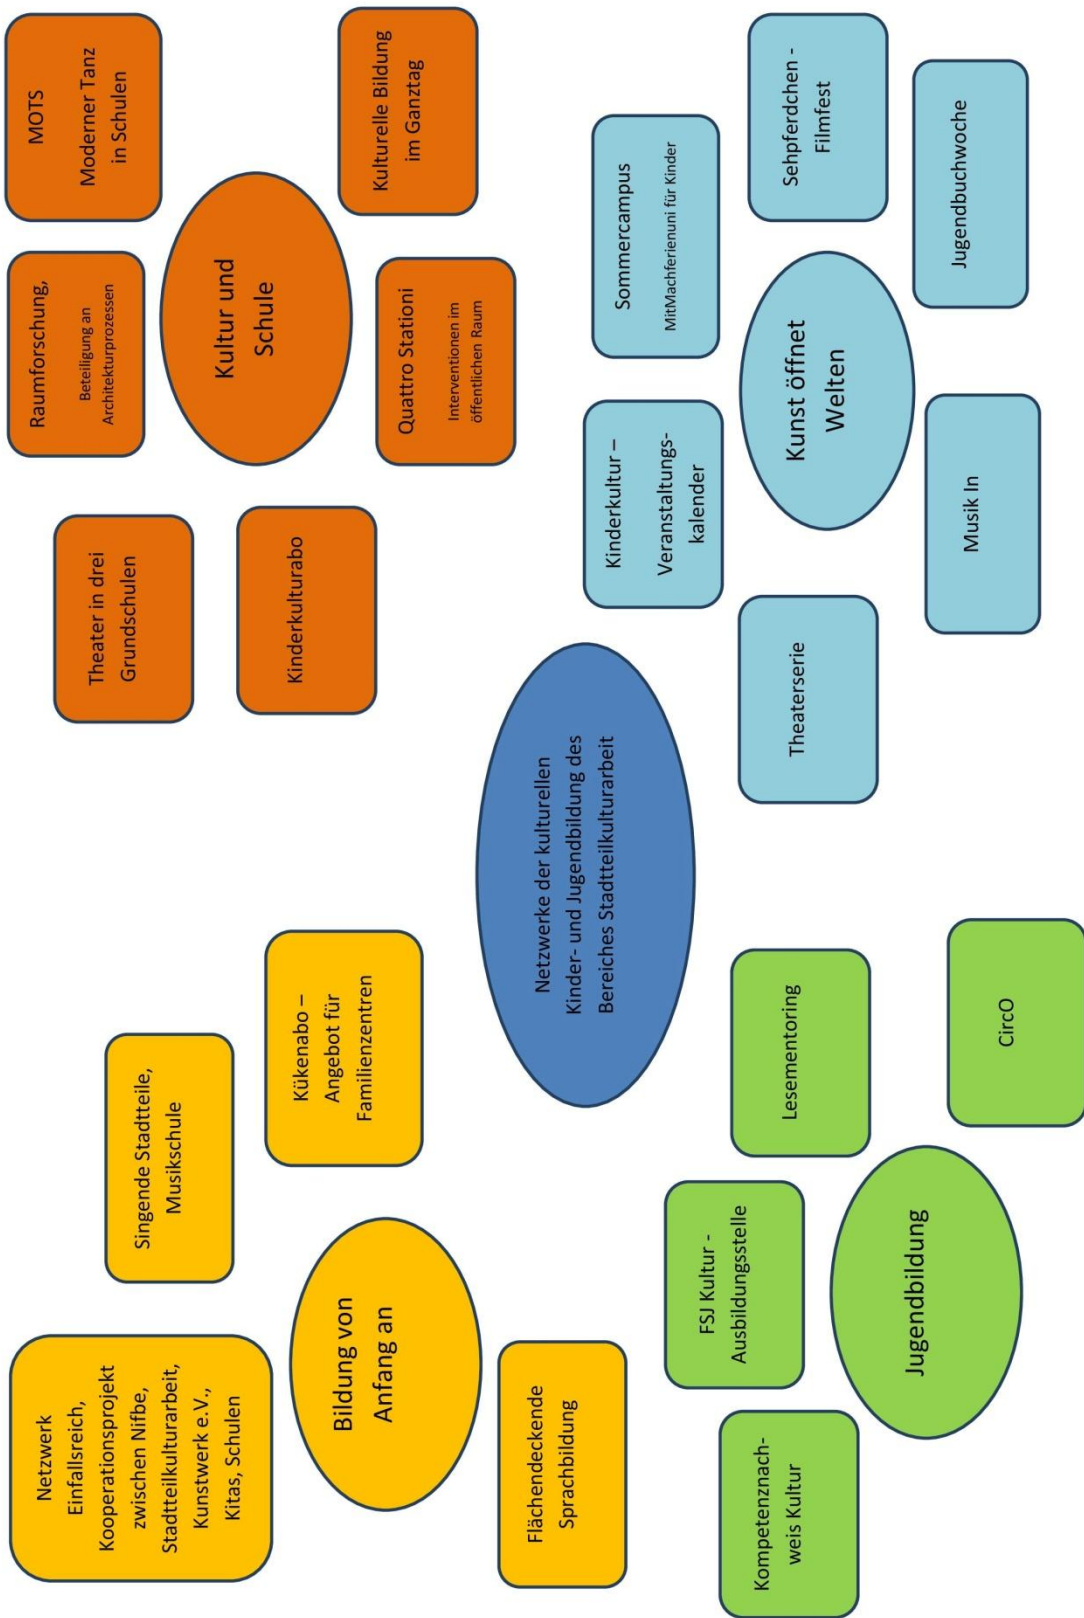 Netzwerk
Einfallsreich,
Kooperationsprojekt
zwischen Nifbe,
Stadtteilkulturarbeit,
Kunstwerk e.V.,
Kitas, Schulen
Singende Stadtteile,
Musikschule
Kükenabo –
Angebot für
Familienzentren
Bildung von
Anfang an
Flächendeckende
Sprachbildung
Theater in drei
Grundschulen
Kinderkulturabo
Raumforschung,
Beteiligung an
Architekturprozessen
MOTS
Moderner Tanz
in Schulen
Kultur und
Schule
Quattro Stationi
Interventionen im
öffentlichen Raum
Kulturelle Bildung
im Ganztag
Netzwerke der kulturellen
Kinder- und Jugendbildung des
Bereiches Stadtteilkulturarbeit
Kompetenznach-
weis Kultur
FSJ Kultur -
Ausbildungsstelle
Lesementoring
Jugendbildung
CircO
Kinderkultur –
Veranstaltungs-
kalender
Sommercampus
MitMachferienuni für Kinder
Theaterserie
Kunst öffnet
Welten
Sehpferdchen -
Filmfest
Musik In
Jugendbuchwoche